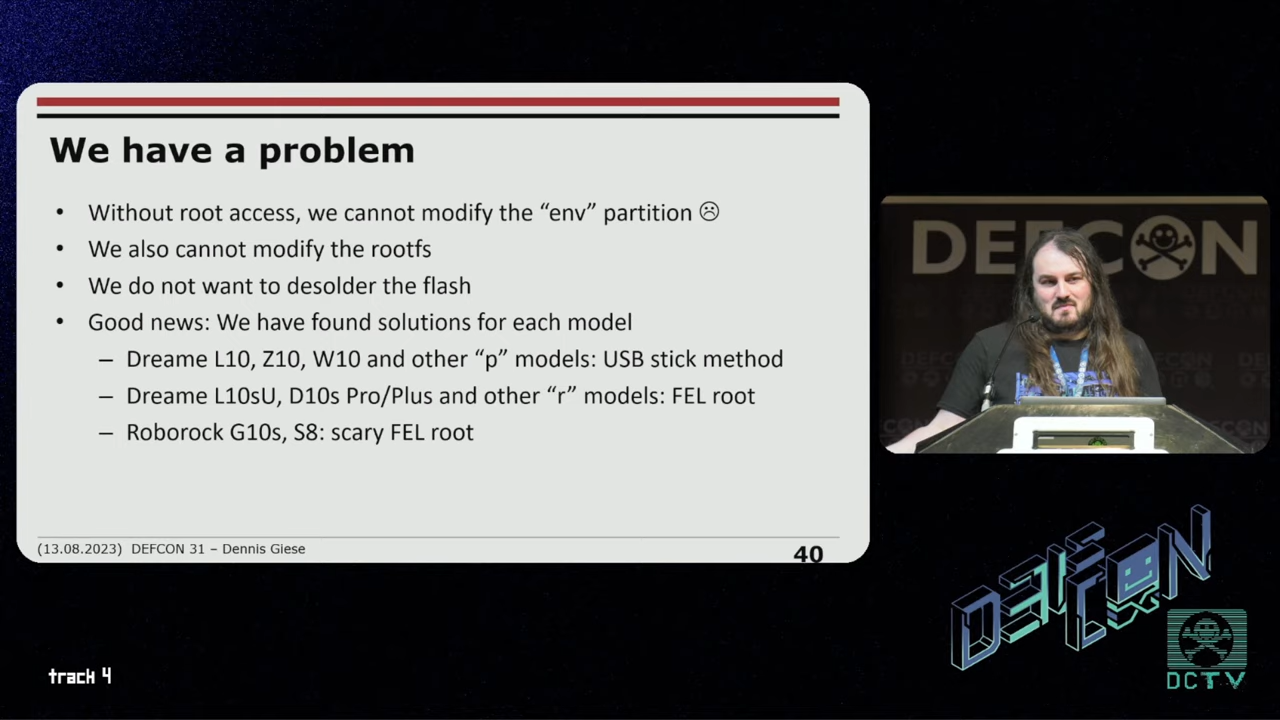 We have a problem
• Without root access, we cannot modify the “env” partition ☹
• We also cannot modify the rootfs
• We do not want to desolder the flash
• Good news: We have found solutions for each model
– Dreame L10, Z10, W10 and other “p” models: USB stick method
– Dreame L10sU, D10s Pro/Plus and other “r” models: FEL root
– Roborock G10s, S8: scary FEL root
(13.08.2023) DEFCON 31 – Dennis Giese
40
DEFCON
DEFCON
DCTV
track 4